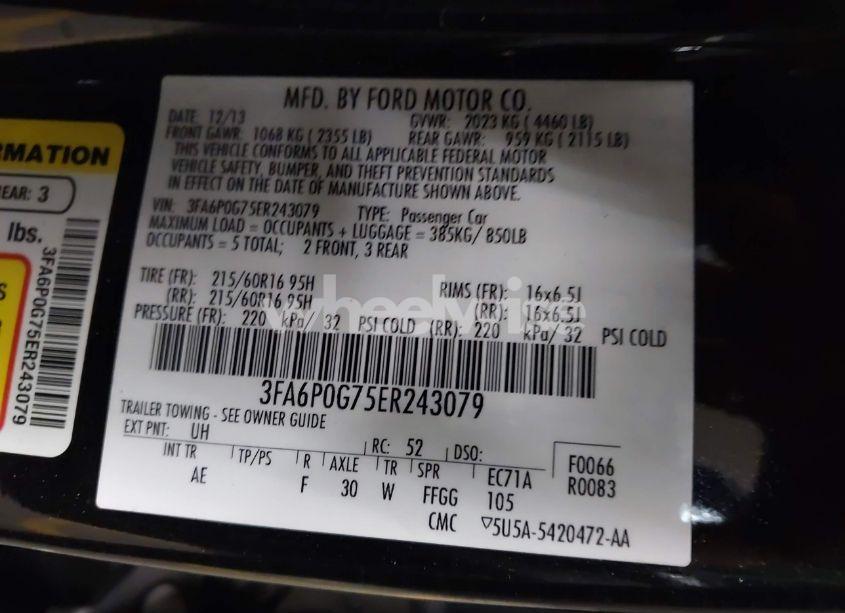 RMATION
REAR: 3
lbs.
3FA6P0G75ER243079
S
MFD. BY FORD MOTOR CO.
DATE: 12/13 GVWR: 2023 KG ( 4460 LB)
FRONT GAWR: 1068 KG ( 2355 LB) REAR GAWR: 959 KG ( 2115 LB)
THIS VEHICLE CONFORMS TO ALL APPLICABLE FEDERAL MOTOR
VEHICLE SAFETY, BUMPER, AND THEFT PREVENTION STANDARDS
IN EFFECT ON THE DATE OF MANUFACTURE SHOWN ABOVE.
VIN: 3FA6P0G75ER243079 TYPE: Passenger Car
MAXIMUM LOAD = OCCUPANTS + LUGGAGE = 385KG/ 850LB
OCCUPANTS = 5 TOTAL; 2 FRONT, 3 REAR
TIRE (FR): 215/60R16 95H RIMS (FR): 16x6.5J
(RR): 215/60R16 95H (RR): 16x6.5J
PRESSURE (FR): 220 kPa/ 32 PSI COLD (RR): 220 kPa/ 32 PSI COLD
3FA6P0G75ER243079
TRAILER TOWING - SEE OWNER GUIDE
EXT PNT: UH RC: 52 DSO: F0066
INT TR TP/PS R AXLE TR SPR EC71A R0083
AE F 30 W FFGG 105
CMC ▽5U5A-5420472-AA